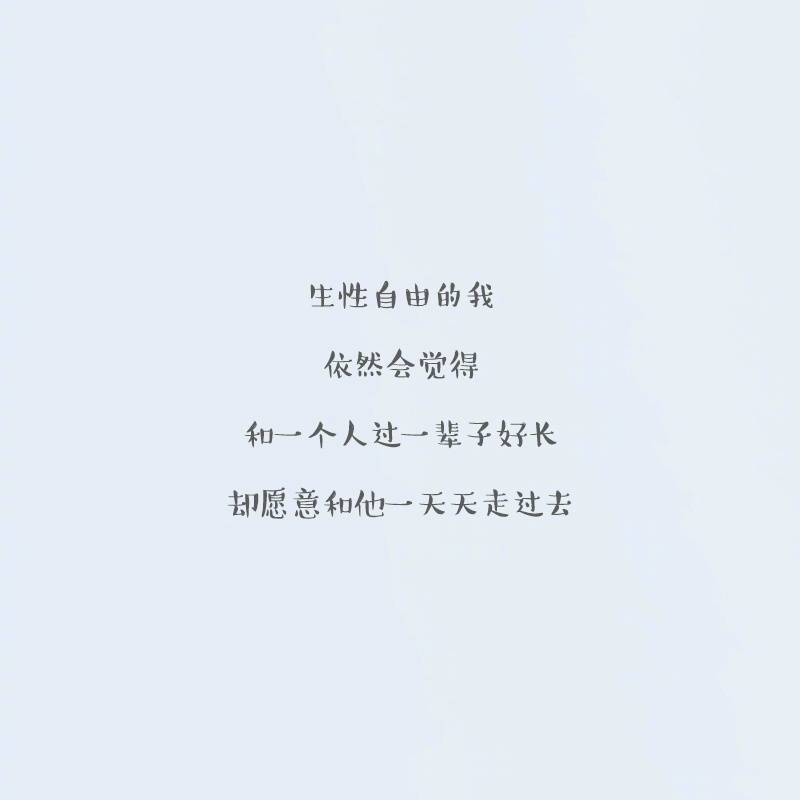 生性自由的我
依然会觉得
和一个人过一辈子好长
却愿意和他一天天走过去